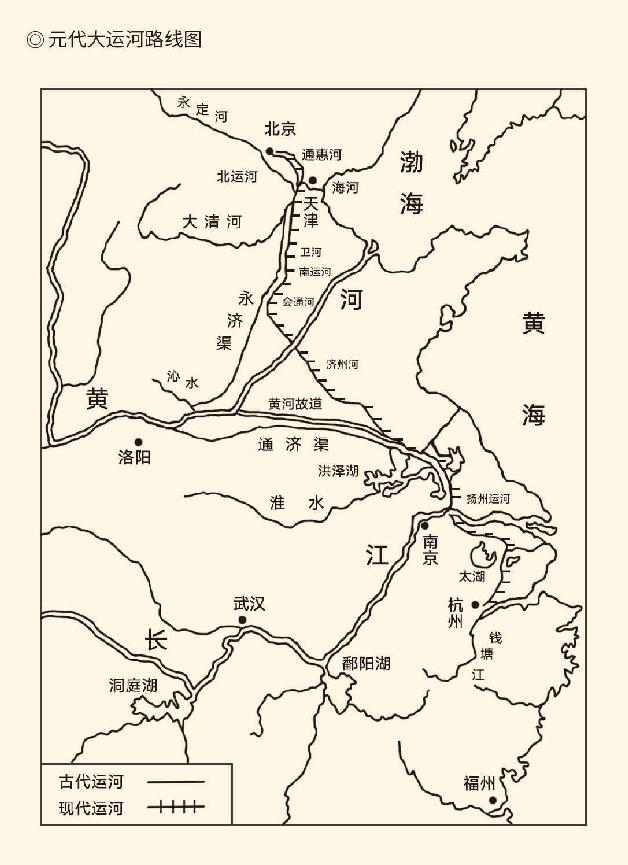 ◎ 元代大运河路线图
永定河
北京
通惠河
渤海
北运河
海河
天津
大清河
卫河
南运河
永济渠
会通河
河
黄海
济州河
沁水
黄
黄河故道
通济渠
洛阳
洪泽湖
扬州运河
淮水
江
南京
太湖
杭州
武汉
长
钱塘江
鄱阳湖
洞庭湖
福州
古代运河
现代运河